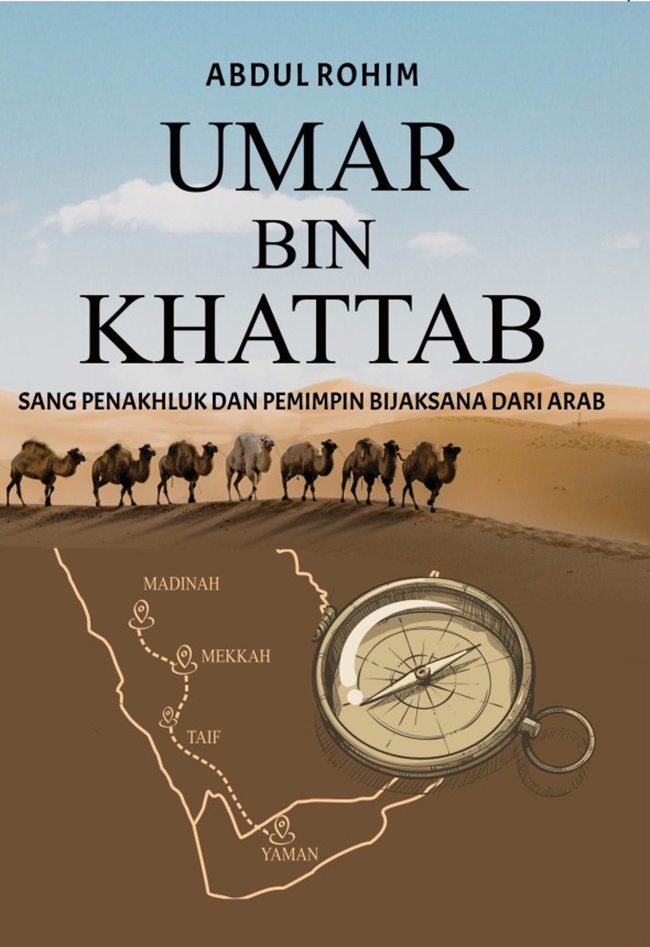 ABDUL ROHIM
UMAR
BIN
KHATTAB
SANG PENAKHLUK DAN PEMIMPIN BIJAKSANA DARI ARAB
MADINAH
MEKKAH
TAIF
YAMAN